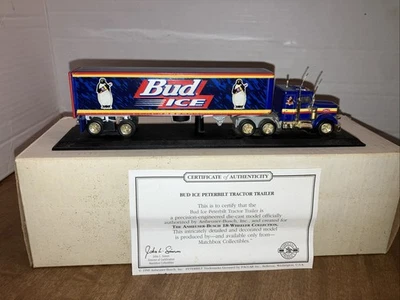 Bud
ICE
CERTIFICATE OF AUTHENTICITY
BUD ICE PETERBILT TRACTOR TRAILER
This is to certify that the
Bud Ice Peterbilt Tractor Trailer is
a precision-engineered die-cast model officially
authorized by Anheuser-Busch, Inc., and created for
THE ANHEUSER-BUSCH 18-WHEELER COLLECTION.
This intricately detailed and decorated model
is produced by—and available only from—
Matchbox Collectibles.